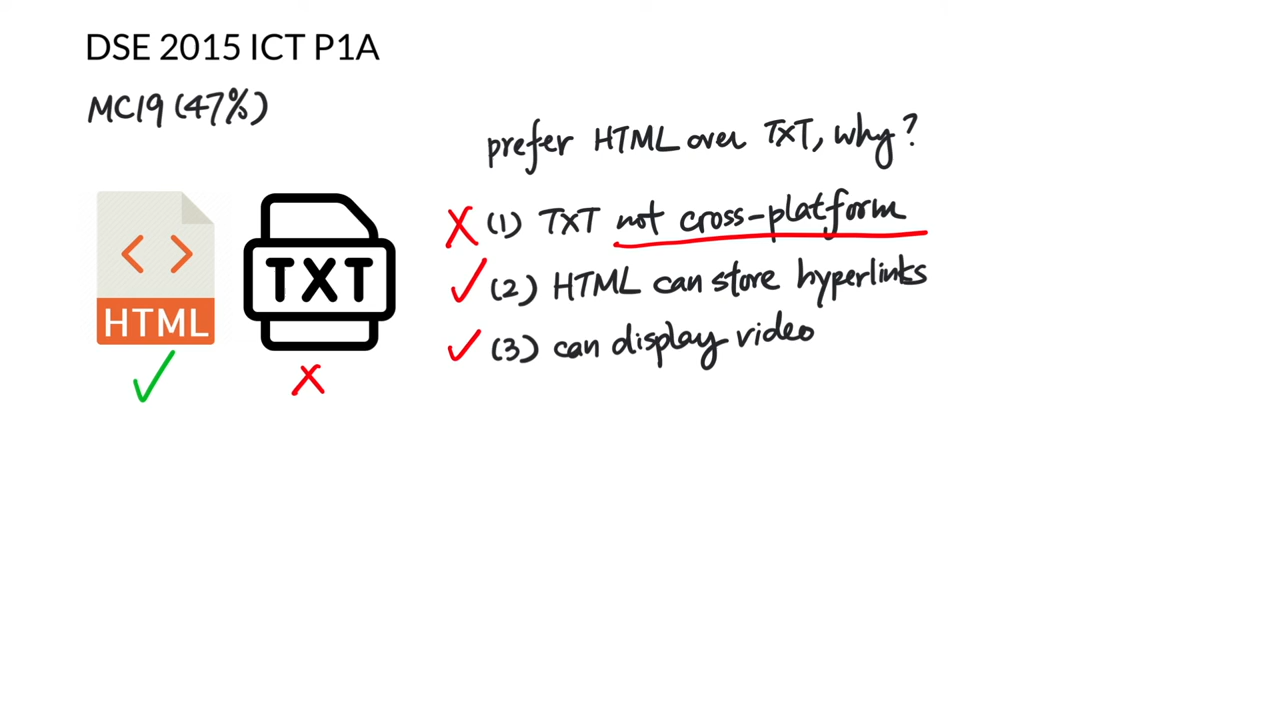 DSE 2015 ICT P1A
MC19 (47%)
prefer HTML over TXT, why?
(1) TXT not cross-platform
(2) HTML can store hyperlinks
(3) can display video
HTML
TXT